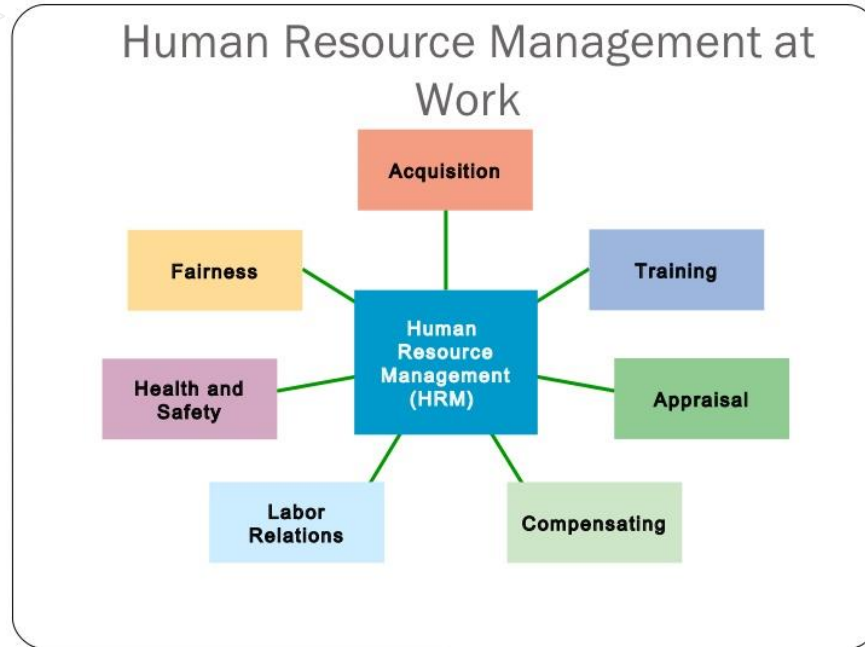 Human Resource Management at
Work
Acquisition
Fairness
Training
Human
Resource
Management
(HRM)
Health and
Safety
Appraisal
Labor
Relations
Compensating